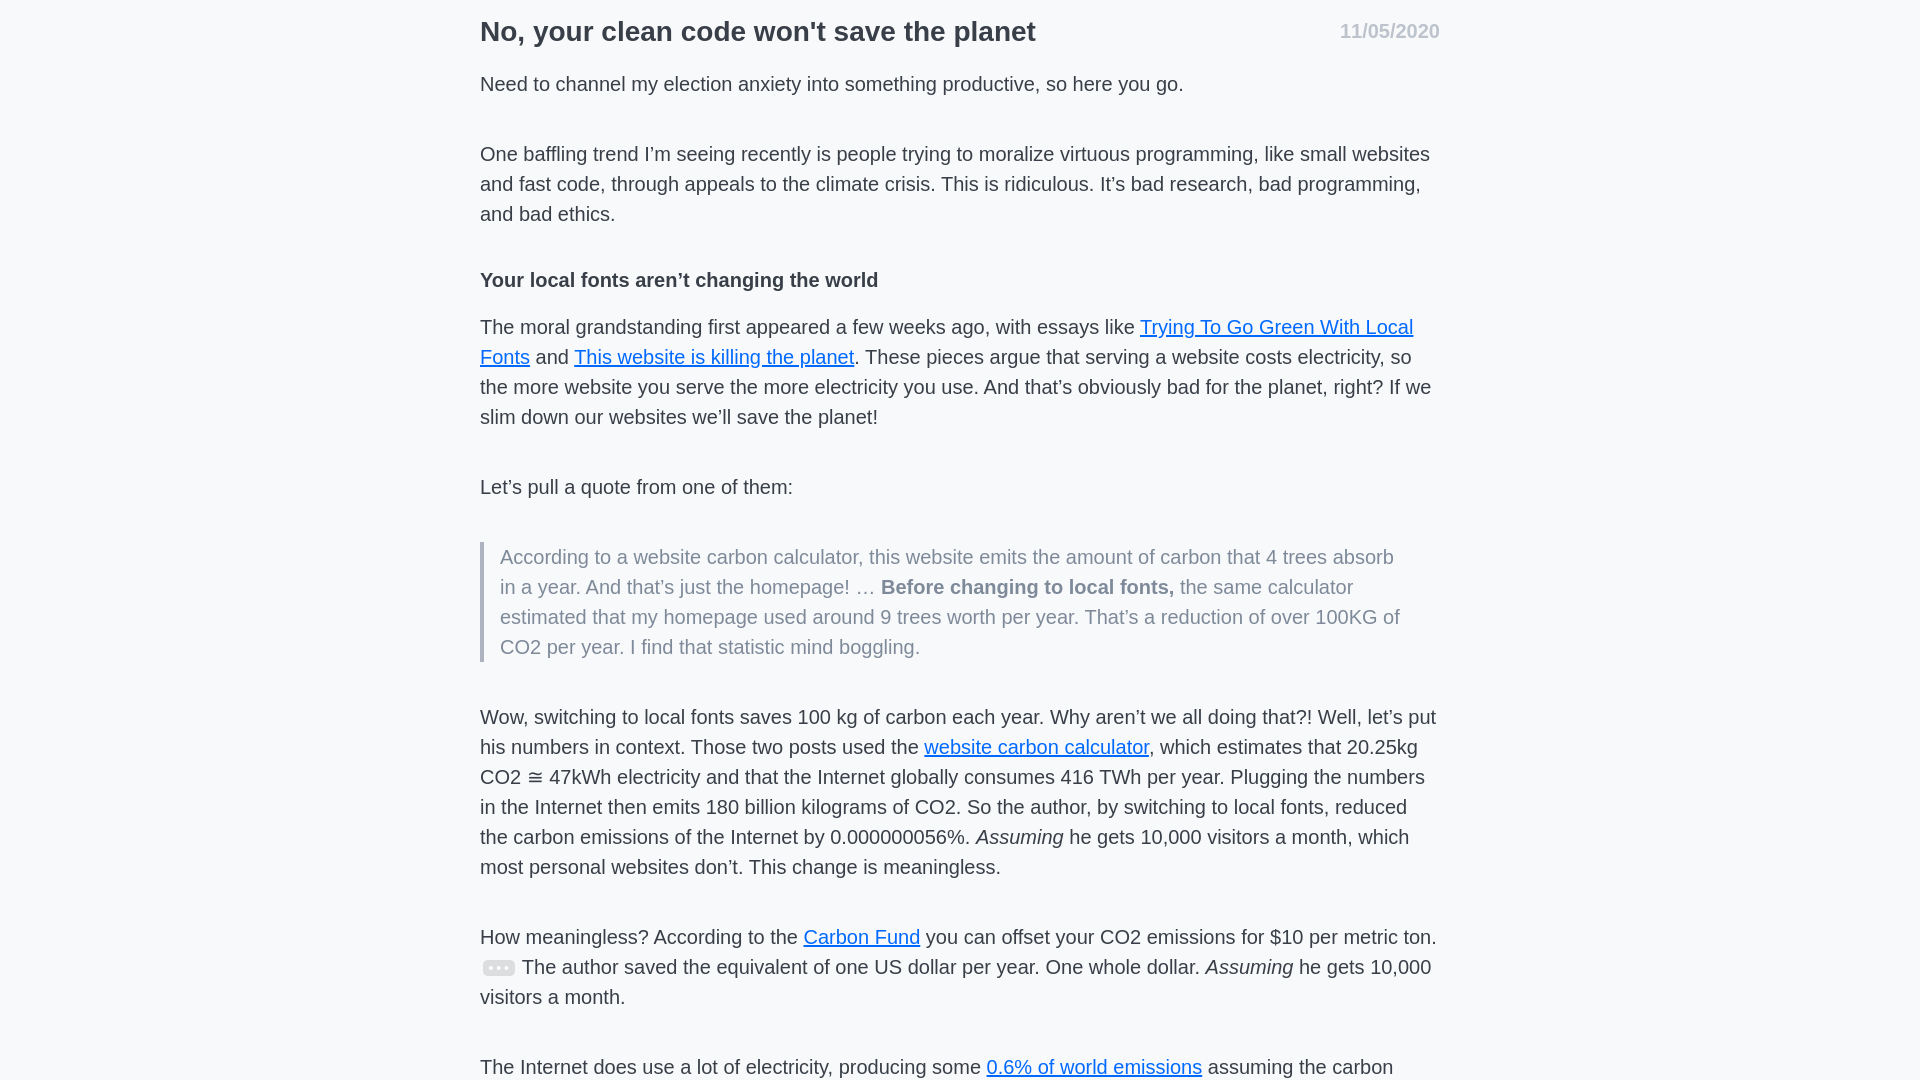 No, your clean code won't save the planet
11/05/2020
Need to channel my election anxiety into something productive, so here you go.
One baffling trend I’m seeing recently is people trying to moralize virtuous programming, like small websites
and fast code, through appeals to the climate crisis. This is ridiculous. It’s bad research, bad programming,
and bad ethics.
Your local fonts aren’t changing the world
The moral grandstanding first appeared a few weeks ago, with essays like Trying To Go Green With Local
Fonts and This website is killing the planet. These pieces argue that serving a website costs electricity, so
the more website you serve the more electricity you use. And that’s obviously bad for the planet, right? If we
slim down our websites we’ll save the planet!
Let’s pull a quote from one of them:
According to a website carbon calculator, this website emits the amount of carbon that 4 trees absorb
in a year. And that’s just the homepage! … Before changing to local fonts, the same calculator
estimated that my homepage used around 9 trees worth per year. That’s a reduction of over 100KG of
CO2 per year. I find that statistic mind boggling.
Wow, switching to local fonts saves 100 kg of carbon each year. Why aren’t we all doing that?! Well, let’s put
his numbers in context. Those two posts used the website carbon calculator, which estimates that 20.25kg
CO2 ≅ 47kWh electricity and that the Internet globally consumes 416 TWh per year. Plugging the numbers
in the Internet then emits 180 billion kilograms of CO2. So the author, by switching to local fonts, reduced
the carbon emissions of the Internet by 0.000000056%. Assuming he gets 10,000 visitors a month, which
most personal websites don’t. This change is meaningless.
How meaningless? According to the Carbon Fund you can offset your CO2 emissions for $10 per metric ton.
The author saved the equivalent of one US dollar per year. One whole dollar. Assuming he gets 10,000
visitors a month.
The Internet does use a lot of electricity, producing some 0.6% of world emissions assuming the carbon